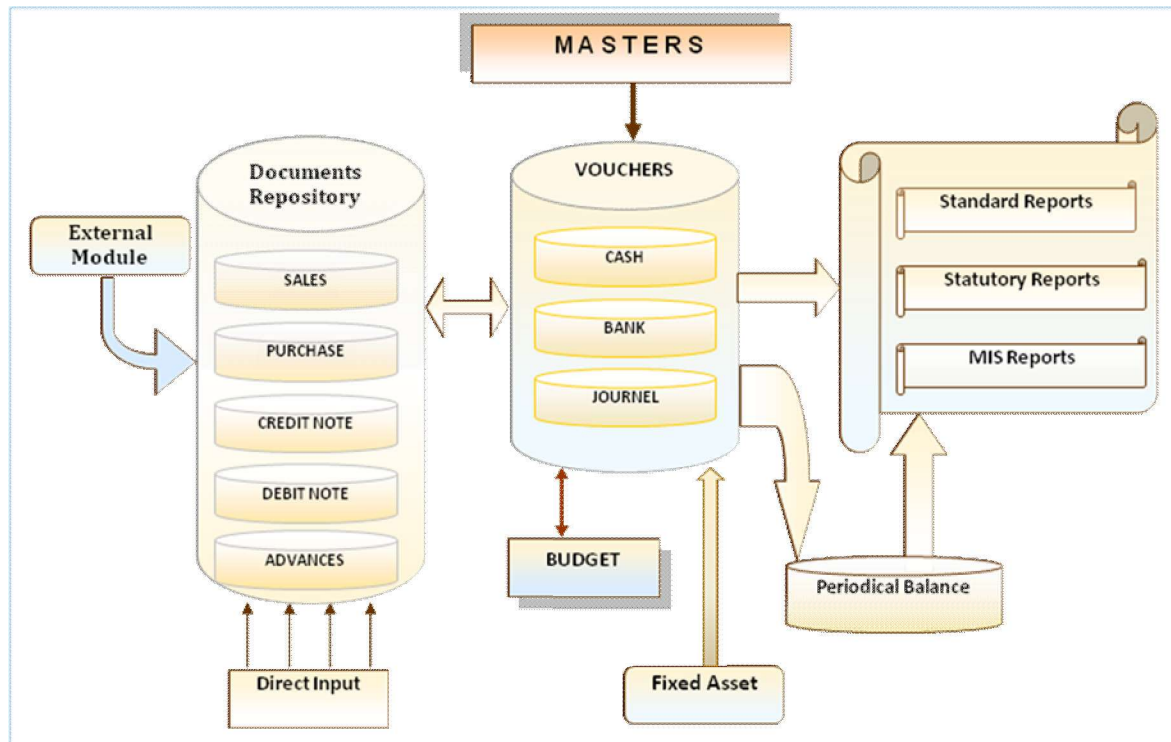 M A S T E R S
Documents
Repository
SALES
PURCHASE
CREDIT NOTE
DEBIT NOTE
ADVANCES
External
Module
Direct Input
VOUCHERS
CASH
BANK
JOURNEL
BUDGET
Fixed Asset
Standard Reports
Statutory Reports
MIS Reports
Periodical Balance